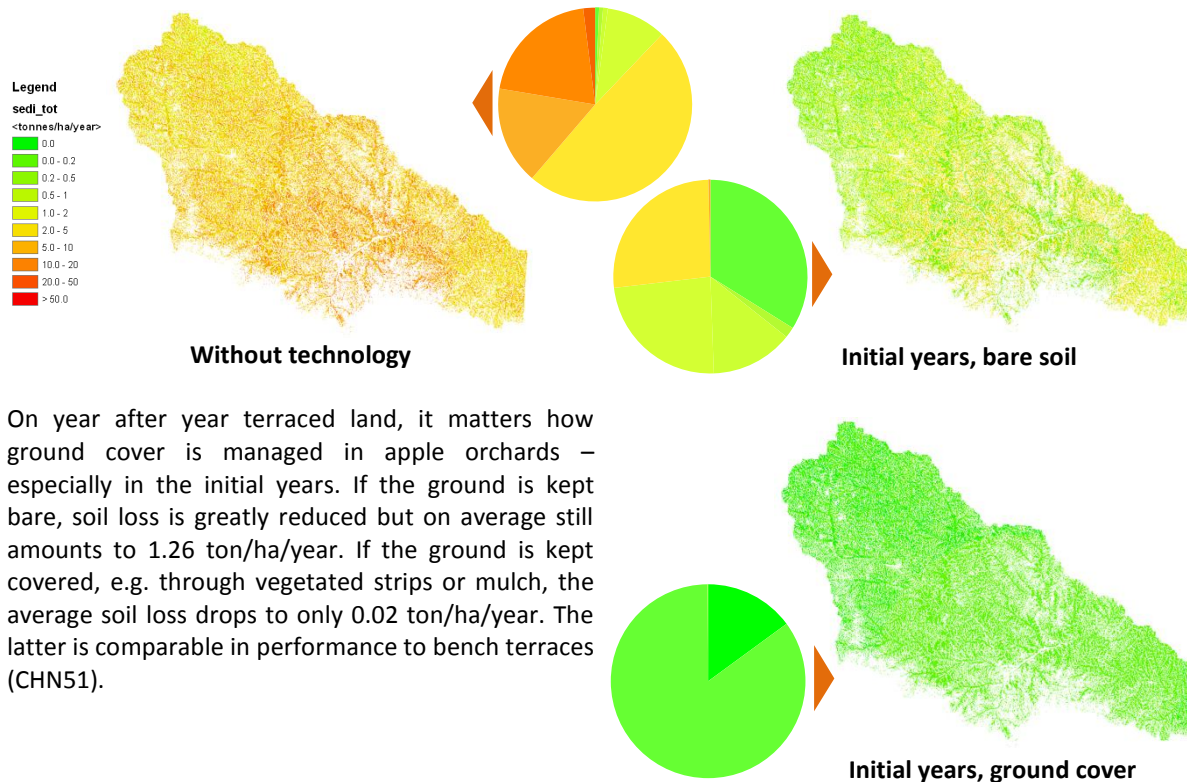 Legend
sedi_tot
<tonnes/ha/year>
0.0
0.0 - 0.2
0.2 - 0.5
0.5 - 1
1.0 - 2
2.0 - 5
5.0 - 10
10.0 - 20
20.0 - 50
> 50.0
Without technology
Initial years, bare soil
On year after year terraced land, it matters how
ground cover is managed in apple orchards –
especially in the initial years. If the ground is kept
bare, soil loss is greatly reduced but on average still
amounts to 1.26 ton/ha/year. If the ground is kept
covered, e.g. through vegetated strips or mulch, the
average soil loss drops to only 0.02 ton/ha/year. The
latter is comparable in performance to bench terraces
(CHN51).
Initial years, ground cover